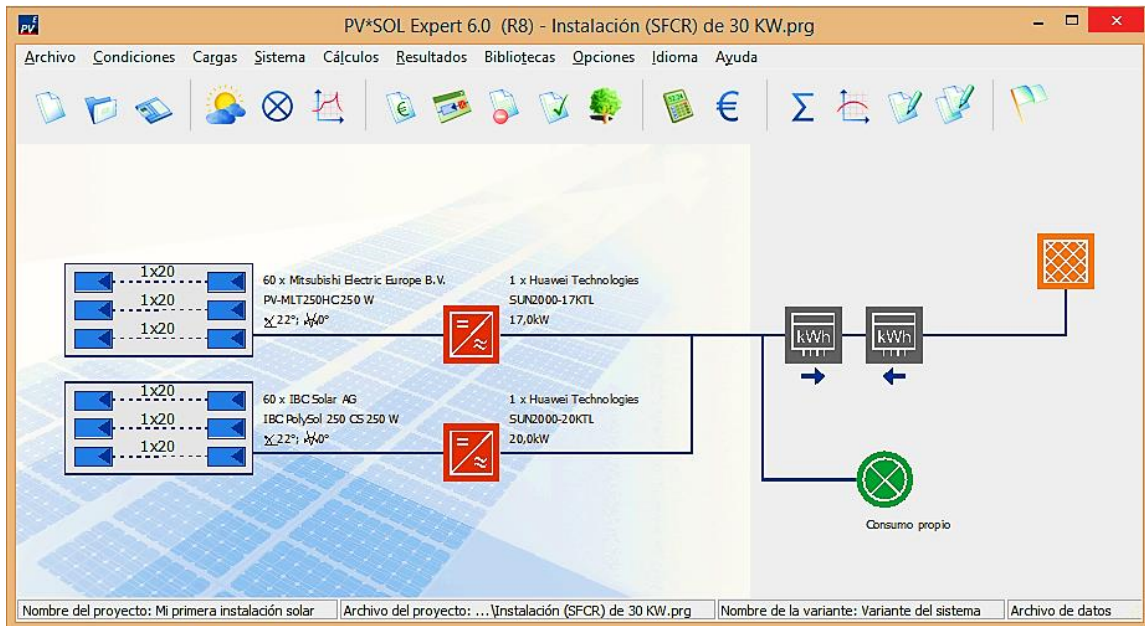 PV*SOL Expert 6.0 (R8) - Instalación (SFCR) de 30 KW.prg
Archivo Condiciones Cargas Sistema Cálculos Resultados Bibliotecas Opciones Idioma Ayuda
1x20
1x20
1x20
60 x Mitsubishi Electric Europe B.V.
PV-MLT250HC 250 W
22°; 0°
1 x Huawei Technologies
SUN2000-17KTL
17,0kW
kWh
kWh
1x20
1x20
1x20
60 x IBC Solar AG
IBC PolySol 250 CS 250 W
22°; 0°
1 x Huawei Technologies
SUN2000-20KTL
20,0kW
Consumo propio
Nombre del proyecto: Mi primera instalación solar
Archivo del proyecto: ...\Instalación (SFCR) de 30 KW.prg
Nombre de la variante: Variante del sistema
Archivo de datos